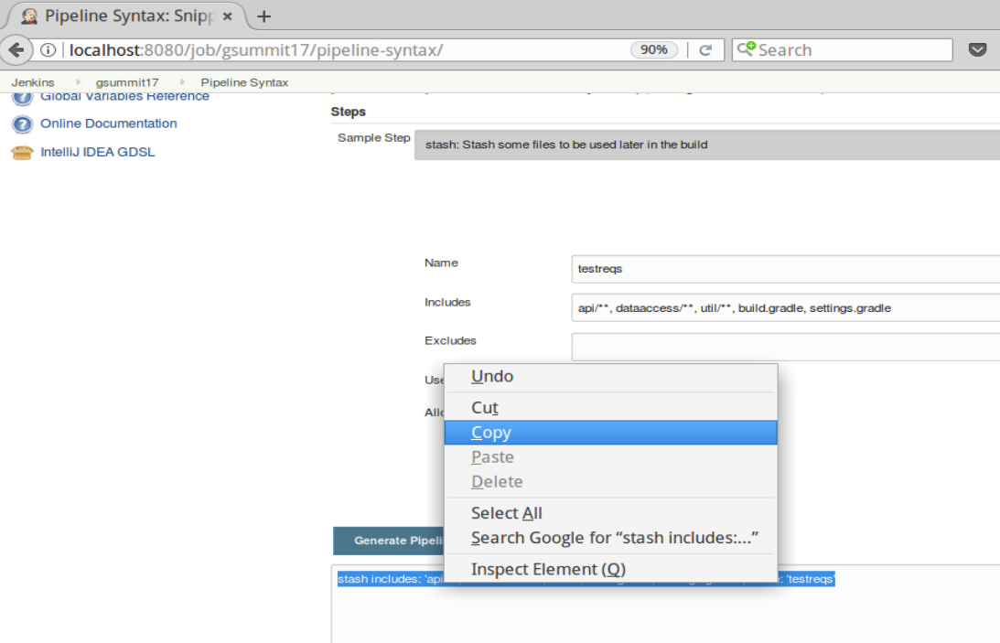 Pipeline Syntax: Snipp
localhost:8080/job/gsummit17/pipeline-syntax/
90%
Search
Jenkins
gsummit17
Pipeline Syntax
Global Variables Reference
Online Documentation
IntelliJ IDEA GDSL
Steps
Sample Step
stash: Stash some files to be used later in the build
Name
testreqs
Includes
api/**, dataaccess/**, util/**, build.gradle, settings.gradle
Excludes
Use
Allo
Undo
Cut
Copy
Paste
Delete
Select All
Search Google for “stash includes:...”
Inspect Element (Q)
Generate Pipeli
stash includes: 'api
e: 'testreqs'